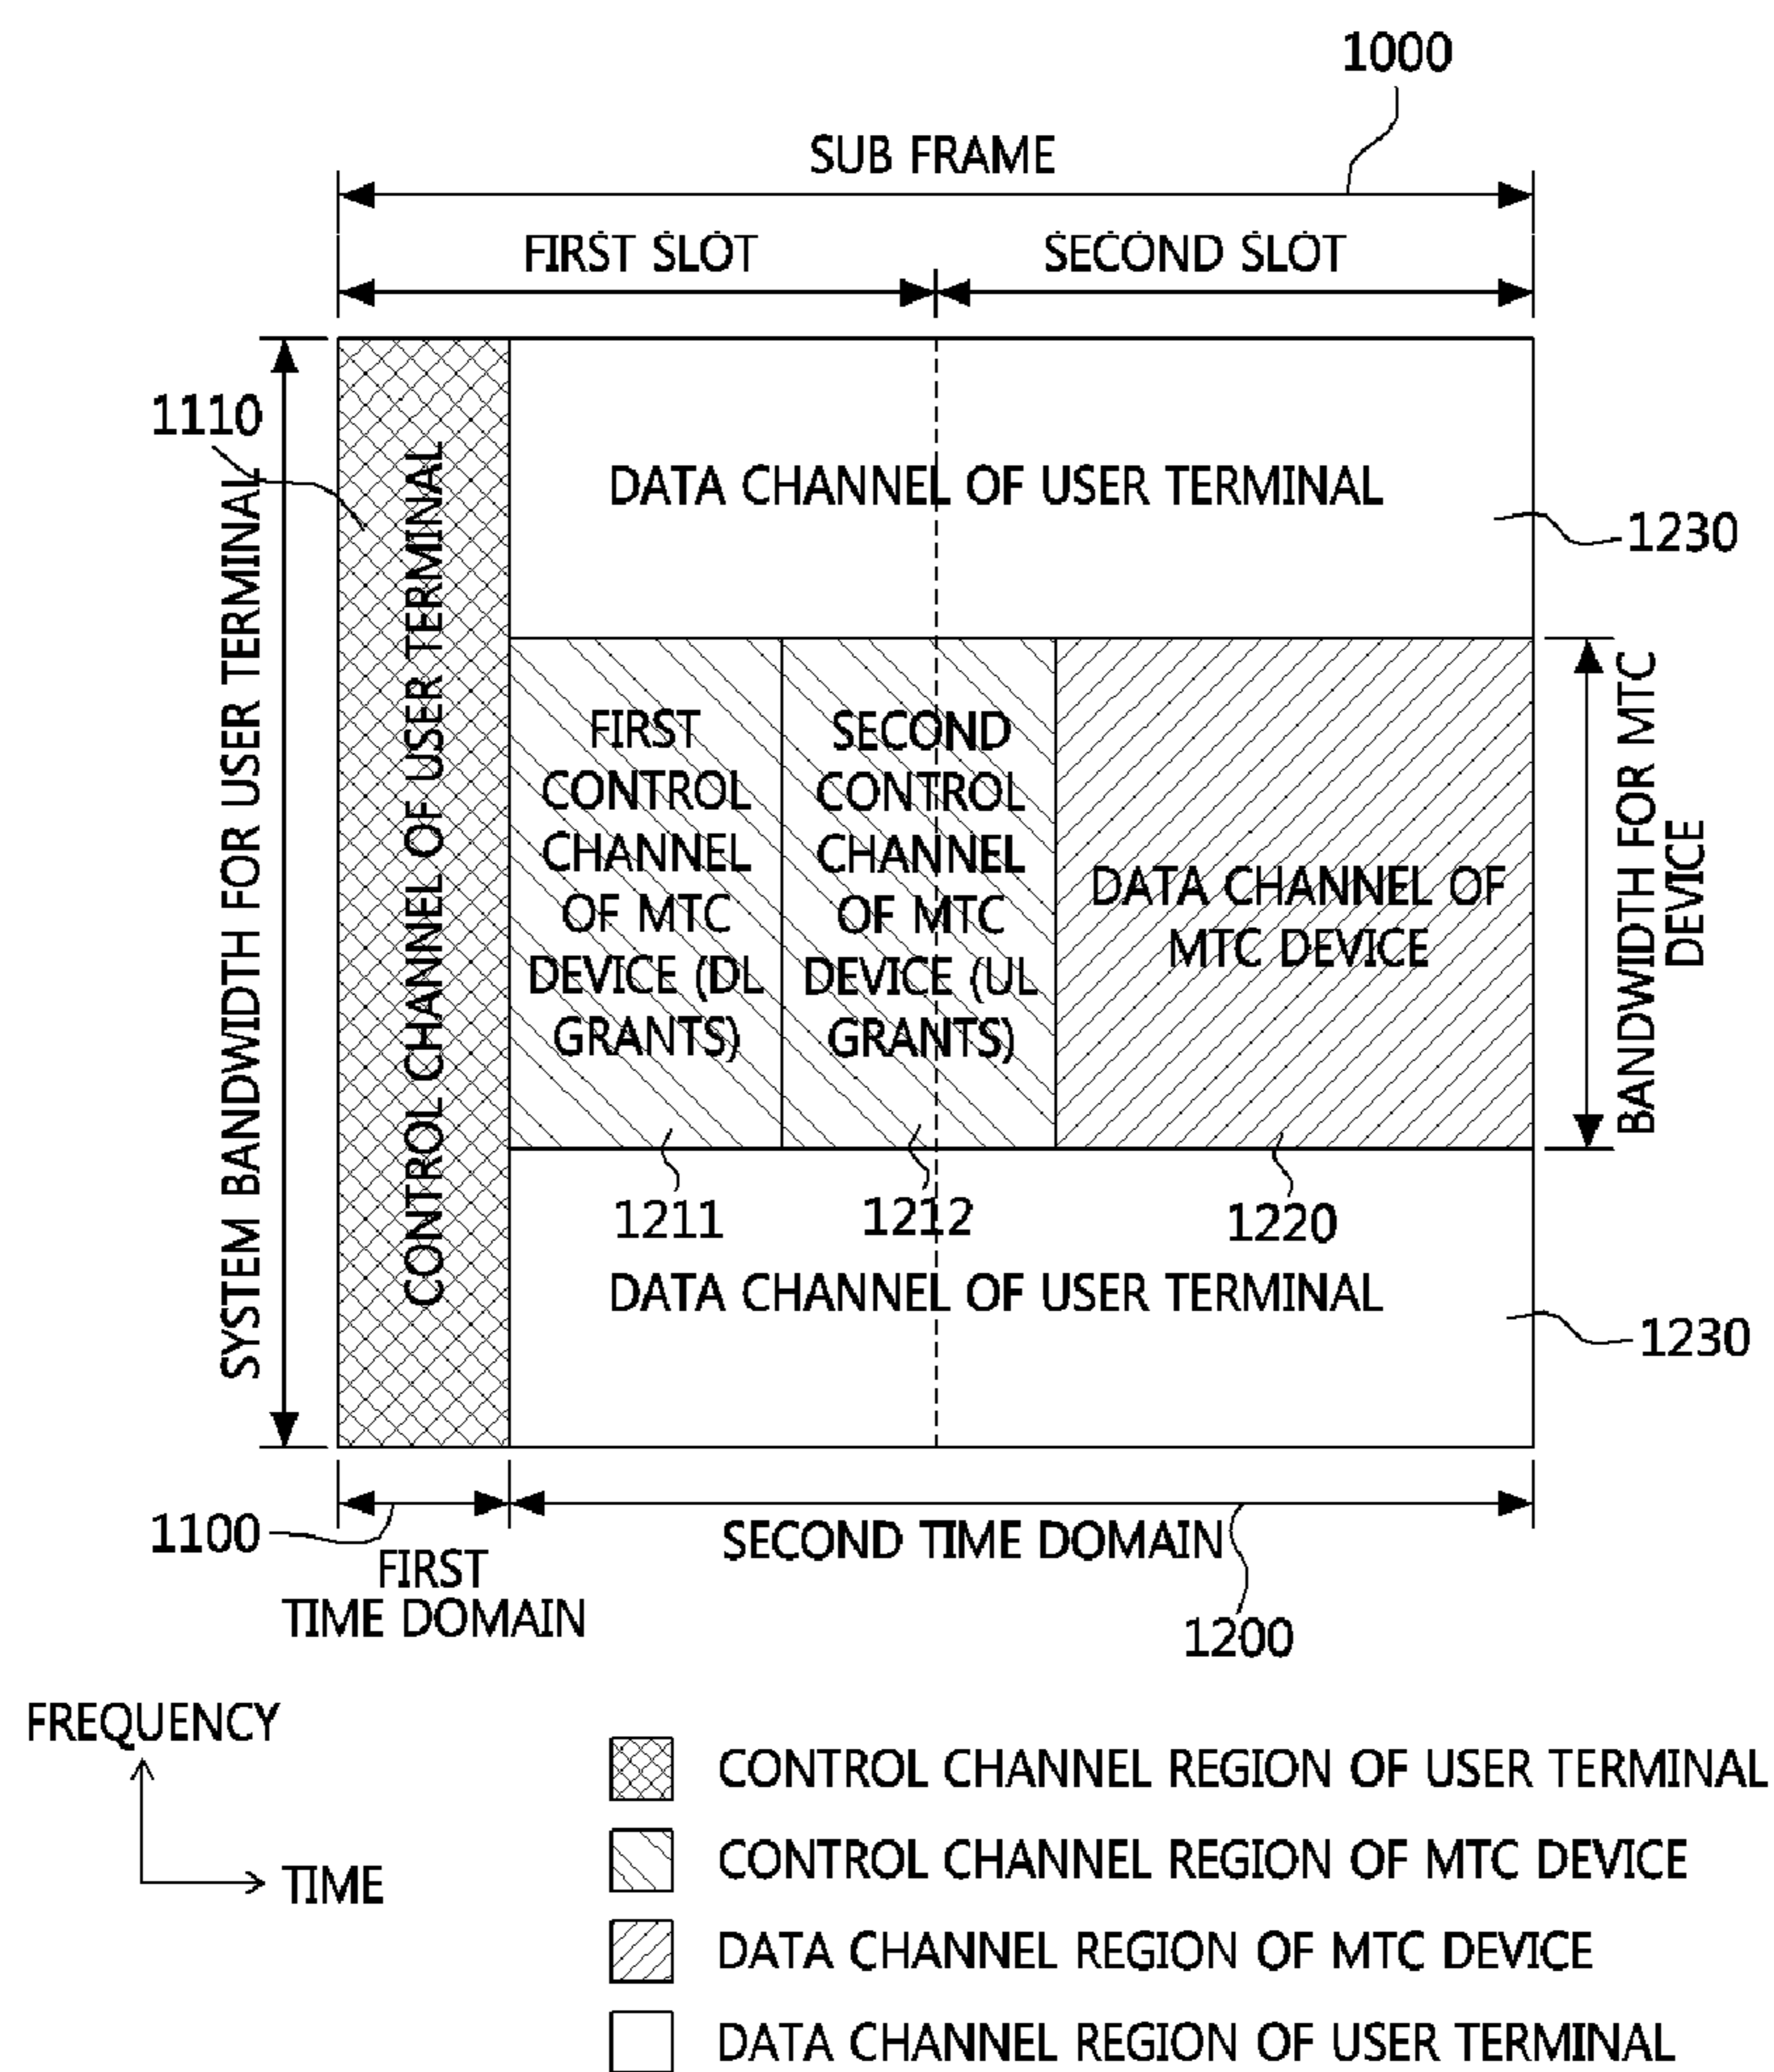 1000
SUB FRAME
FIRST SLOT
SECOND SLOT
1110
SYSTEM BANDWIDTH FOR USER TERMINAL
CONTROL CHANNEL OF USER TERMINAL
DATA CHANNEL OF USER TERMINAL
1230
FIRST
CONTROL
CHANNEL
OF MTC
DEVICE (DL
GRANTS)
SECOND
CONTROL
CHANNEL
OF MTC
DEVICE (UL
GRANTS)
DATA CHANNEL OF
MTC DEVICE
BANDWIDTH FOR MTC
DEVICE
1211
1212
1220
DATA CHANNEL OF USER TERMINAL
1230
1100
FIRST
TIME DOMAIN
SECOND TIME DOMAIN
1200
FREQUENCY
TIME
CONTROL CHANNEL REGION OF USER TERMINAL
CONTROL CHANNEL REGION OF MTC DEVICE
DATA CHANNEL REGION OF MTC DEVICE
DATA CHANNEL REGION OF USER TERMINAL